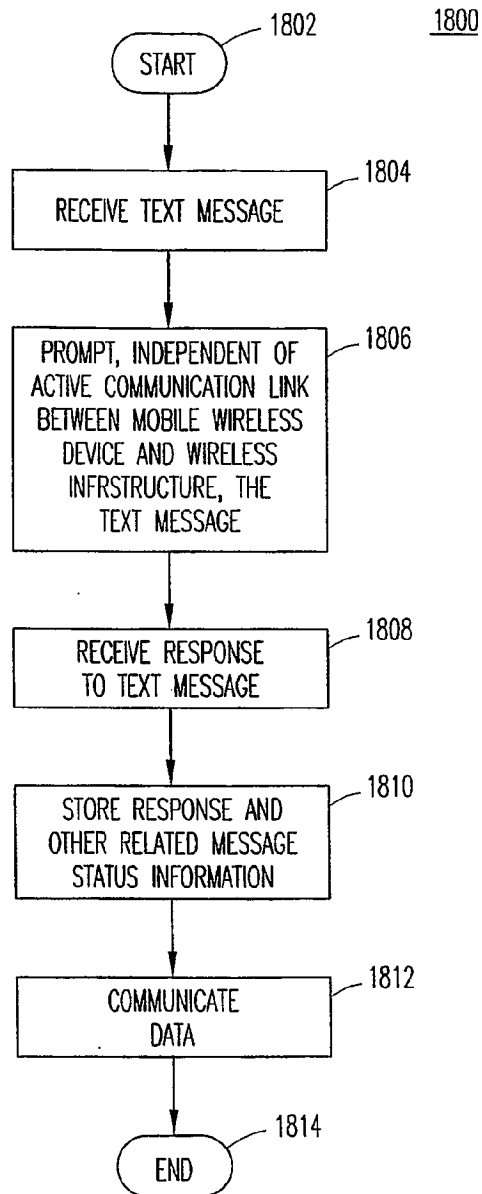 1800
1802
START
1804
RECEIVE TEXT MESSAGE
1806
PROMPT, INDEPENDENT OF
ACTIVE COMMUNICATION LINK
BETWEEN MOBILE WIRELESS
DEVICE AND WIRELESS
INFRSTRUCTURE, THE
TEXT MESSAGE
1808
RECEIVE RESPONSE
TO TEXT MESSAGE
1810
STORE RESPONSE AND
OTHER RELATED MESSAGE
STATUS INFORMATION
1812
COMMUNICATE
DATA
1814
END